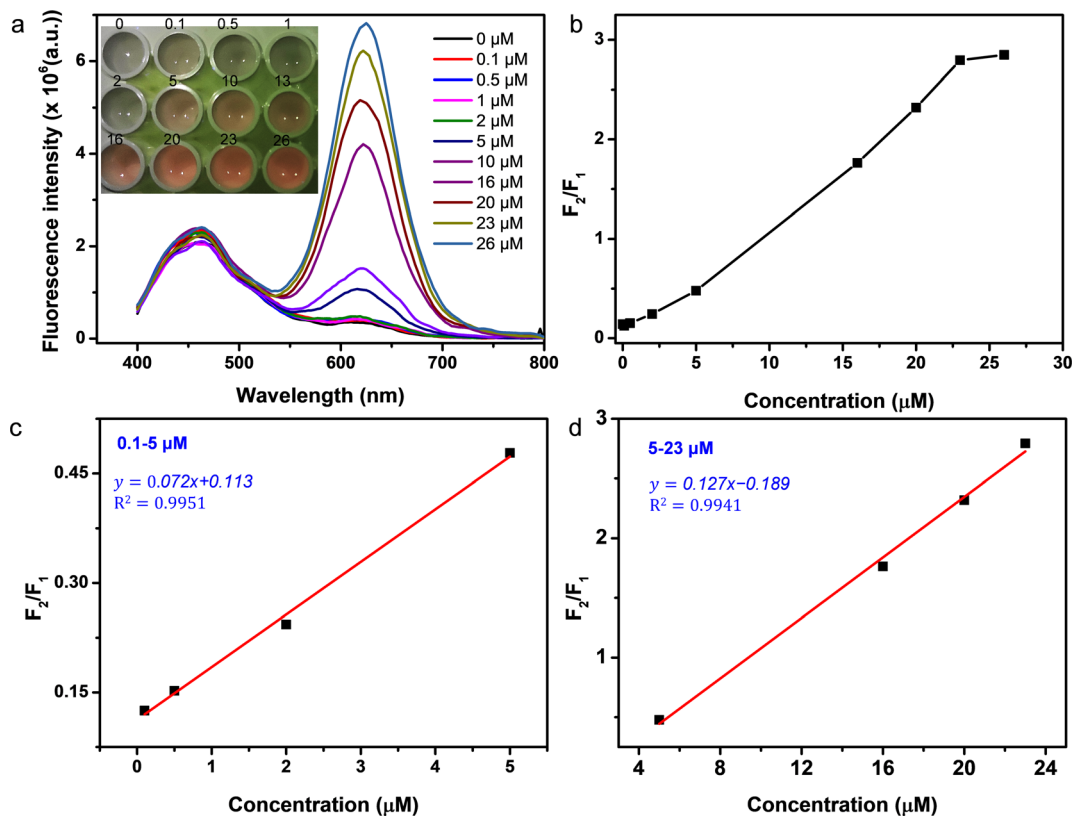 a
0 0.1 0.5 1
2 5 10 13
16 20 23 26
0 μM
0.1 μM
0.5 μM
1 μM
2 μM
5 μM
10 μM
16 μM
20 μM
23 μM
26 μM
Fluorescence intensity (x 10⁶(a.u.)
6
4
2
0
400 500 600 700 800
Wavelength (nm)
b
F₂/F₁
3
2
1
0
0 5 10 15 20 25 30
Concentration (μM)
c
0.1-5 μM
y = 0.072x+0.113
R² = 0.9951
F₂/F₁
0.45
0.30
0.15
0 1 2 3 4 5
Concentration (μM)
d
5-23 μM
y = 0.127x−0.189
R² = 0.9941
F₂/F₁
3
2
1
4 8 12 16 20 24
Concentration (μM)